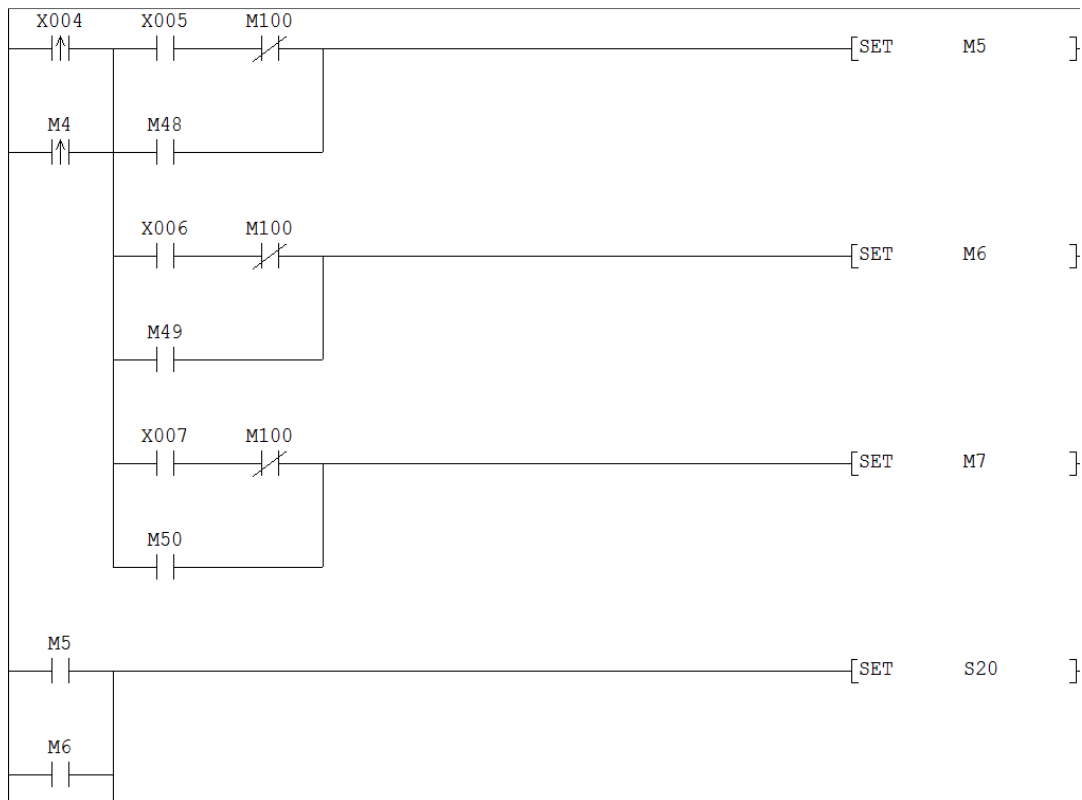 X004 X005 M100
[SET M5 ]
M4 M48
X006 M100
[SET M6 ]
M49
X007 M100
[SET M7 ]
M50
M5
[SET S20 ]
M6